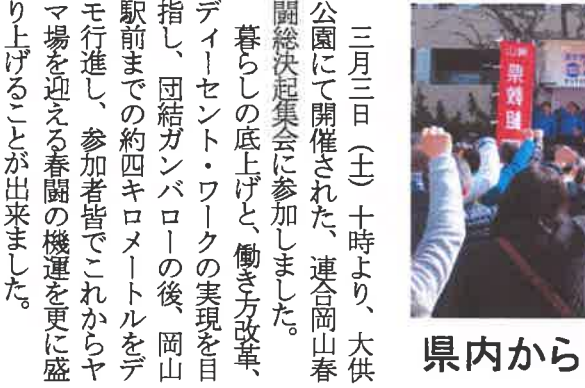 三月三日（土）十時より、大供
公園にて開催された、連合岡山春
闘総決起集会に参加しました。
暮らしの底上げと、働き方改革、
ディーセント・ワークの実現を目
指し、団結ガンバローの後、岡山
駅前までの約四キロメートルをデ
モ行進し、参加者皆でこれからヤ
マ場を迎える春闘の機運を更に盛
り上げることが出来ました。
県教組
県内から